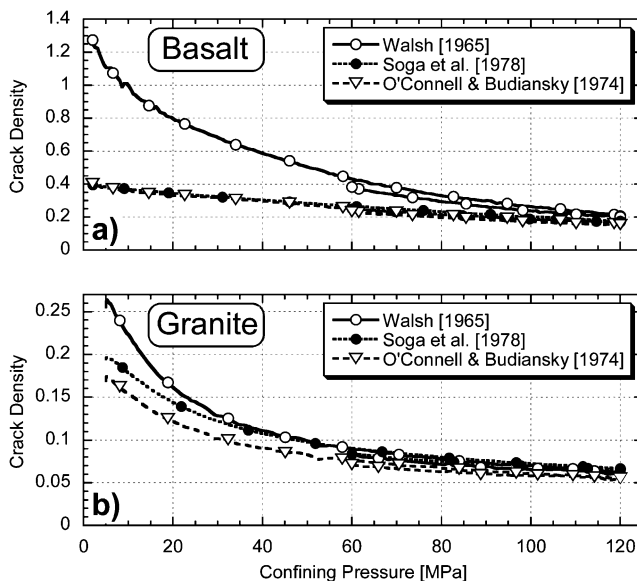 1.4
1.2
1
0.8
0.6
0.4
0.2
0
Crack Density
Basalt
Walsh [1965]
Soga et al. [1978]
O'Connell & Budiansky [1974]
a)
0.25
0.2
0.15
0.1
0.05
0
Crack Density
Granite
Walsh [1965]
Soga et al. [1978]
O'Connell & Budiansky [1974]
b)
0 20 40 60 80 100 120
Confining Pressure [MPa]